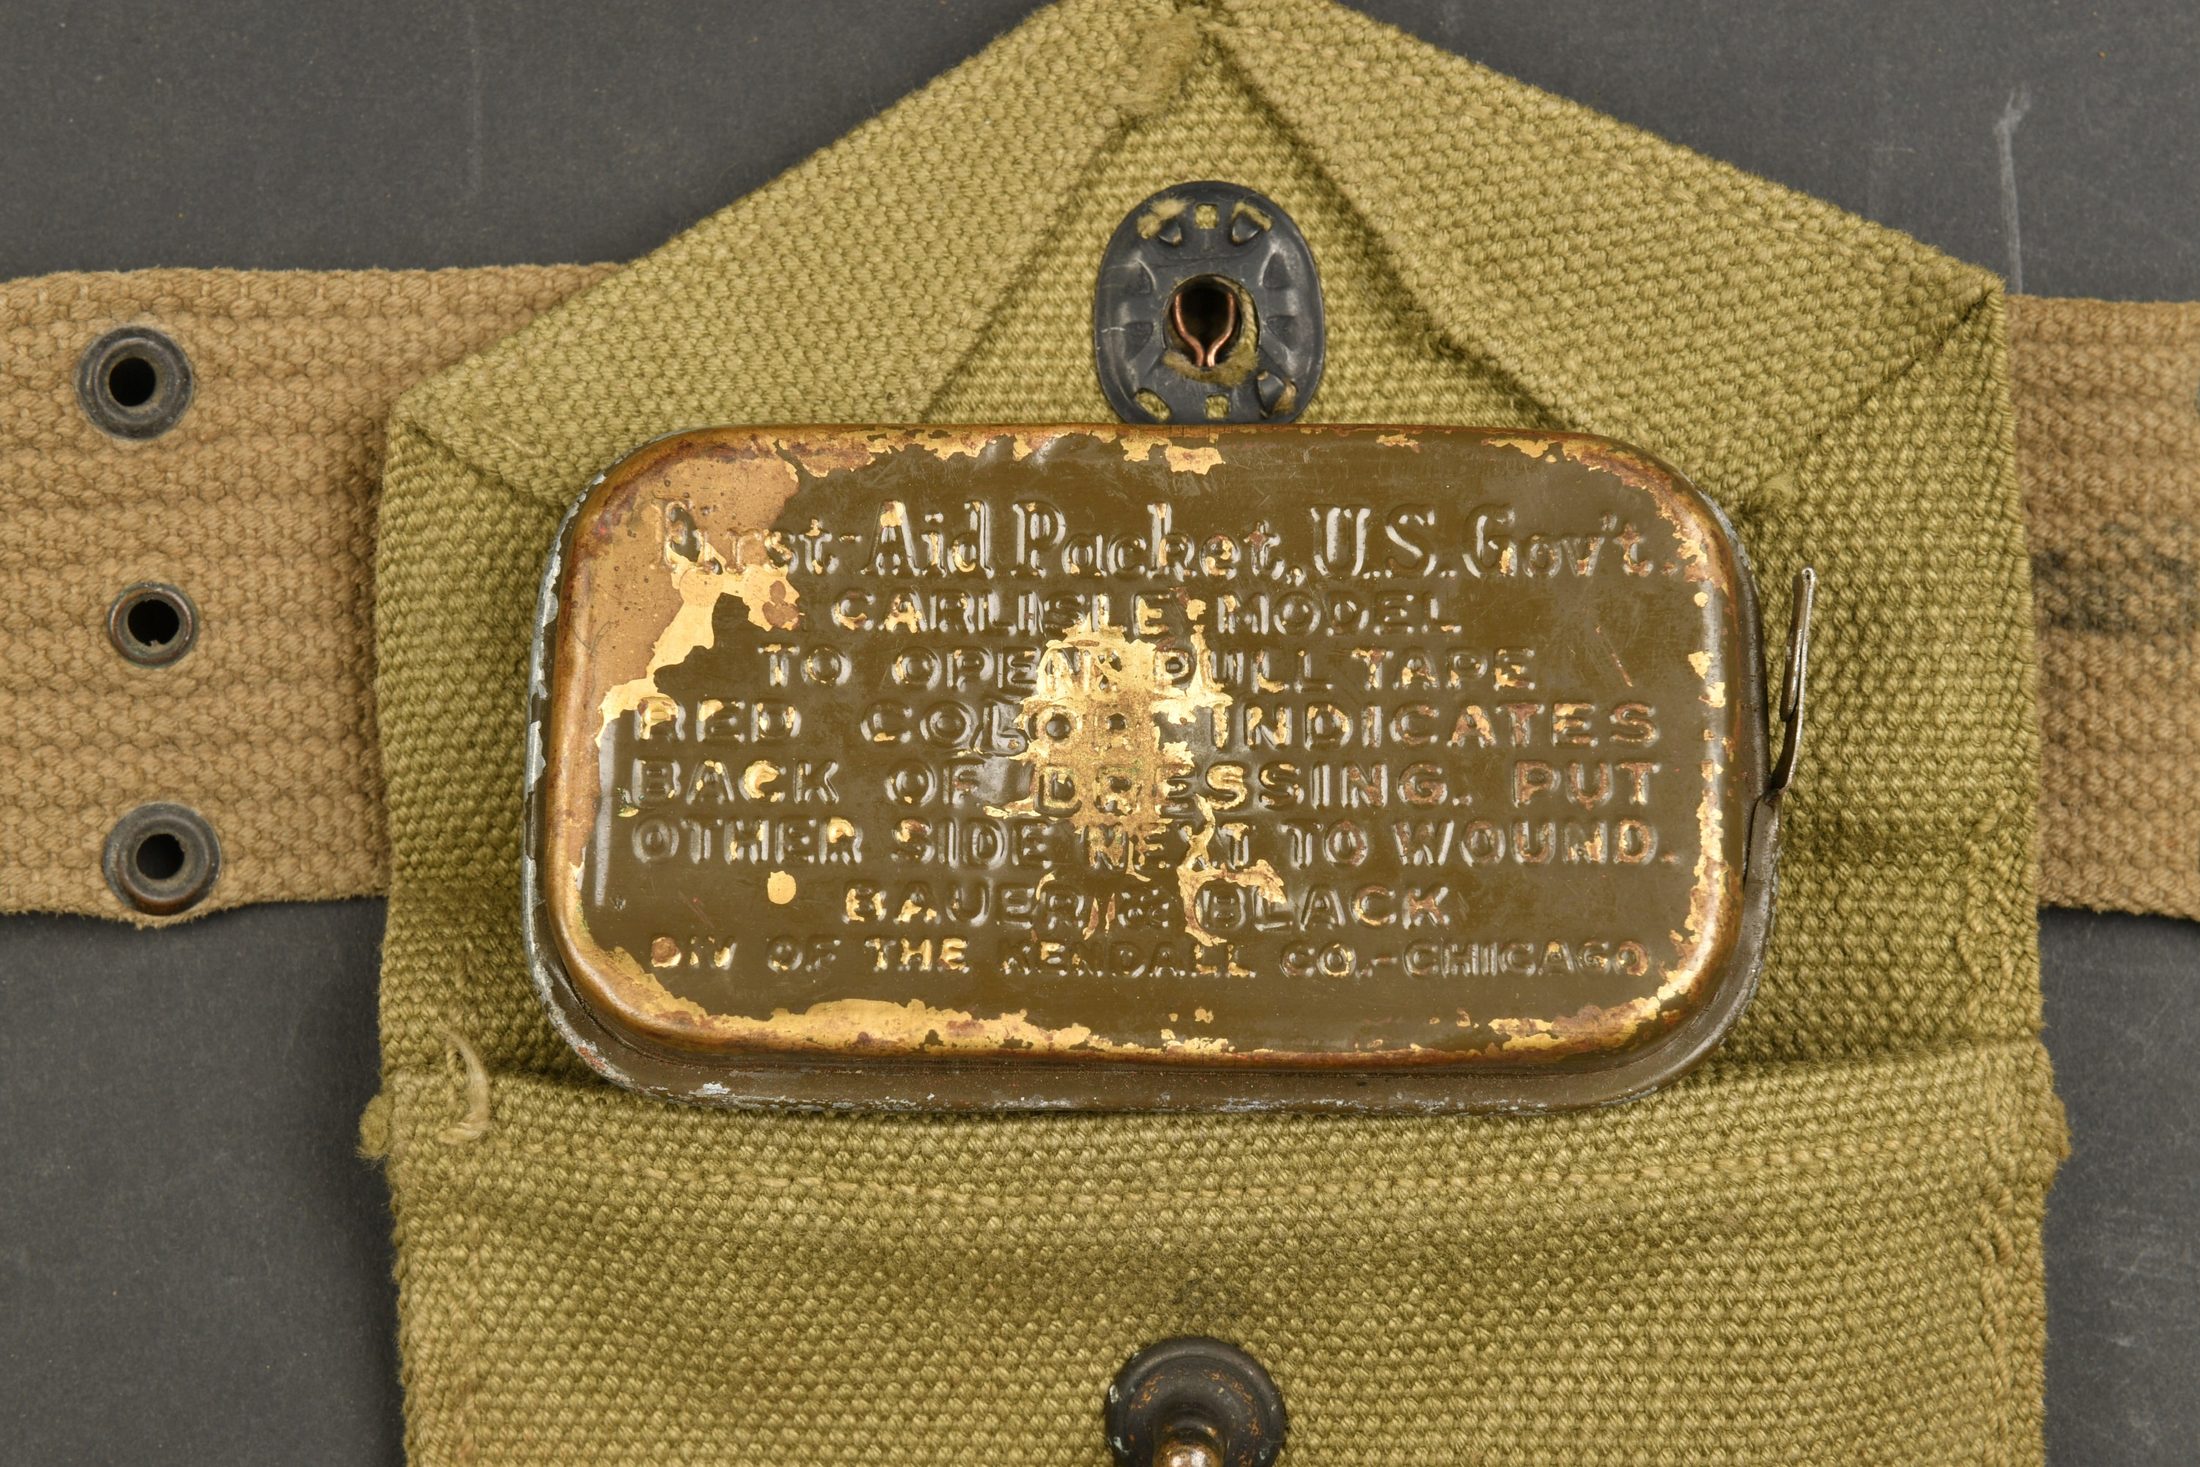 First-Aid Packet, U.S. Gov't.
CARLISLE MODEL
TO OPEN: PULL TAPE
RED COLOR INDICATES
BACK OF DRESSING. PUT
OTHER SIDE NEXT TO WOUND.
BAUER & BLACK
DIV OF THE KENDALL CO.-CHICAGO